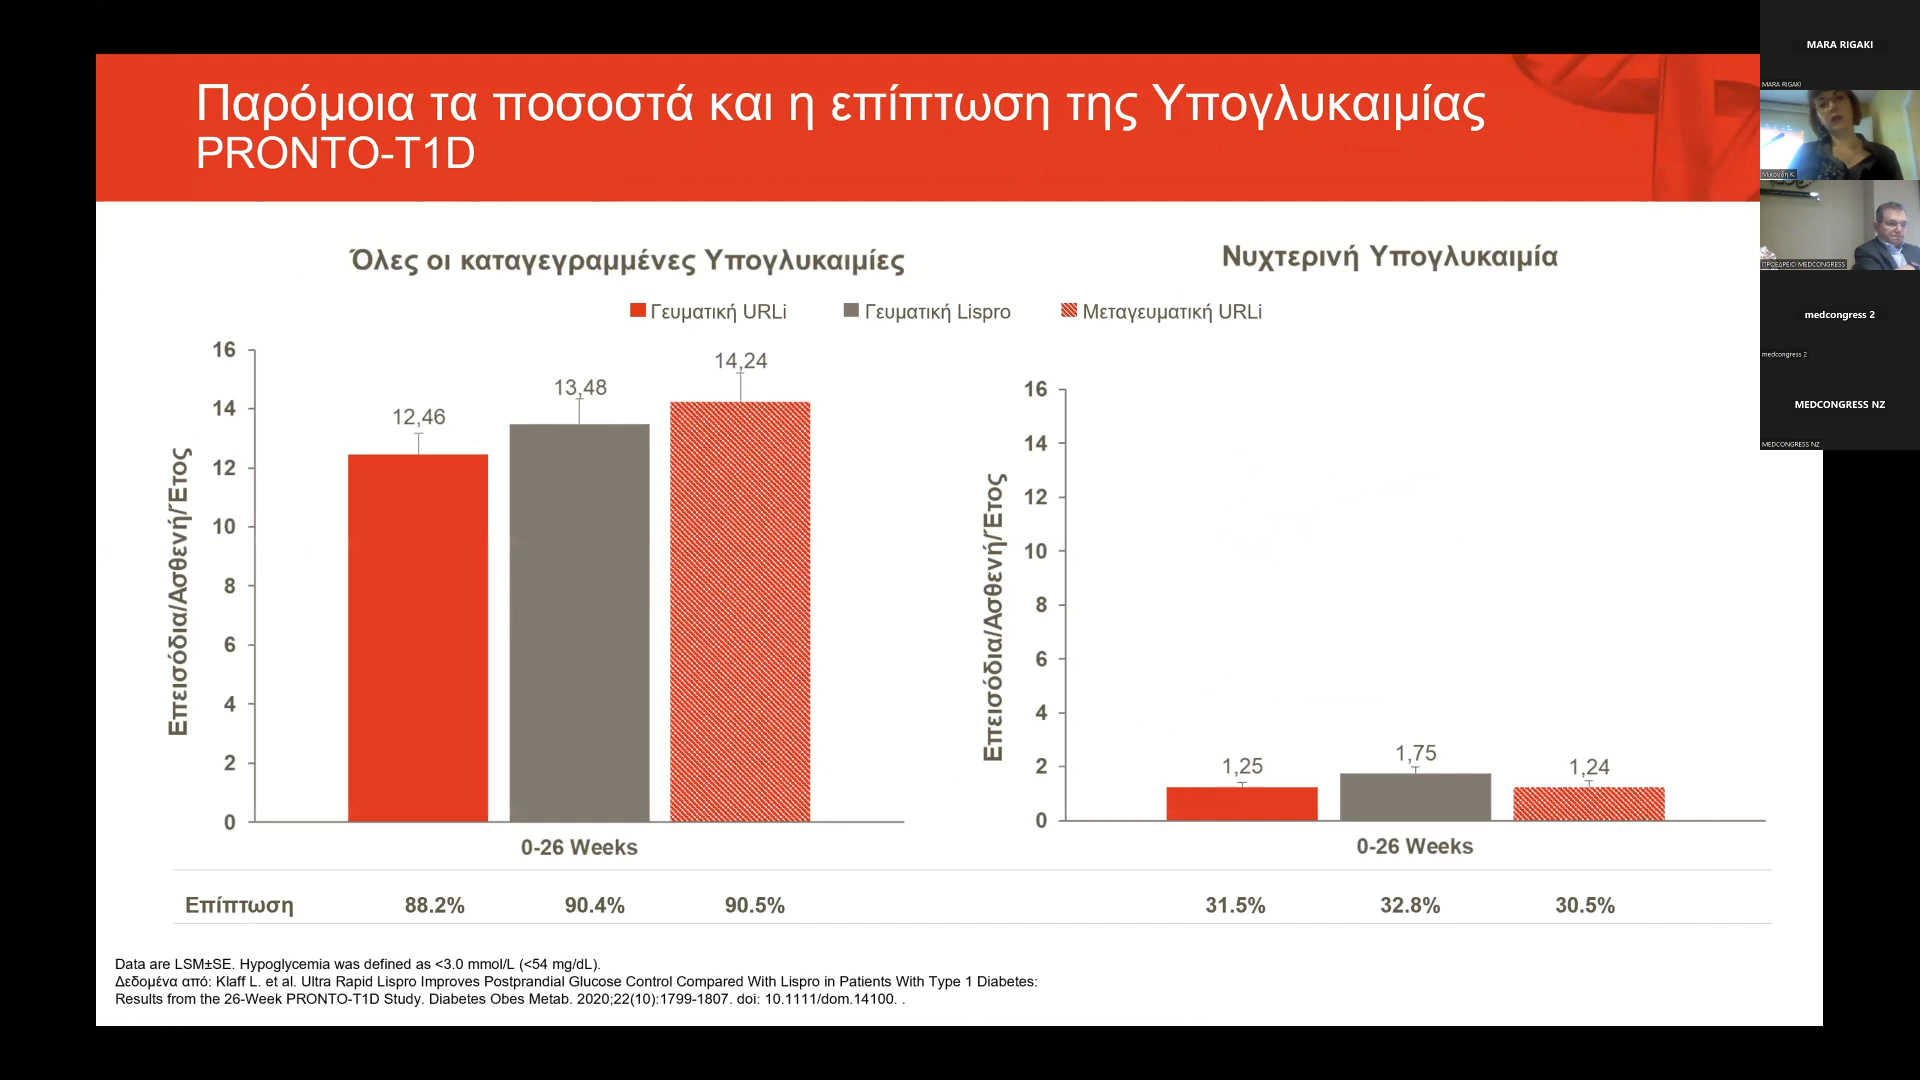 Παρόμοια τα ποσοστά και η επίπτωση της Υπογλυκαιμίας
PRONTO-T1D
Όλες οι καταγεγραμμένες Υπογλυκαιμίες
Νυχτερινή Υπογλυκαιμία
Γευματική URLi
Γευματική Lispro
Μεταγευματική URLi
Επεισόδια/Ασθενή/Έτος
16
14
12
10
8
6
4
2
0
12,46
13,48
14,24
0-26 Weeks
Επεισόδια/Ασθενή/Έτος
16
14
12
10
8
6
4
2
0
1,25
1,75
1,24
0-26 Weeks
Επίπτωση 88.2% 90.4% 90.5% 31.5% 32.8% 30.5%
Data are LSM±SE. Hypoglycemia was defined as <3.0 mmol/L (<54 mg/dL).
Δεδομένα από: Klaff L. et al. Ultra Rapid Lispro Improves Postprandial Glucose Control Compared With Lispro in Patients With Type 1 Diabetes:
Results from the 26-Week PRONTO-T1D Study. Diabetes Obes Metab. 2020;22(10):1799-1807. doi: 10.1111/dom.14100. .
MARA RIGAKI
MARA RIGAKI
ΠΡΟΕΔΡΕΙΟ MEDCONGRESS
medcongress 2
medcongress 2
MEDCONGRESS NZ
MEDCONGRESS NZ